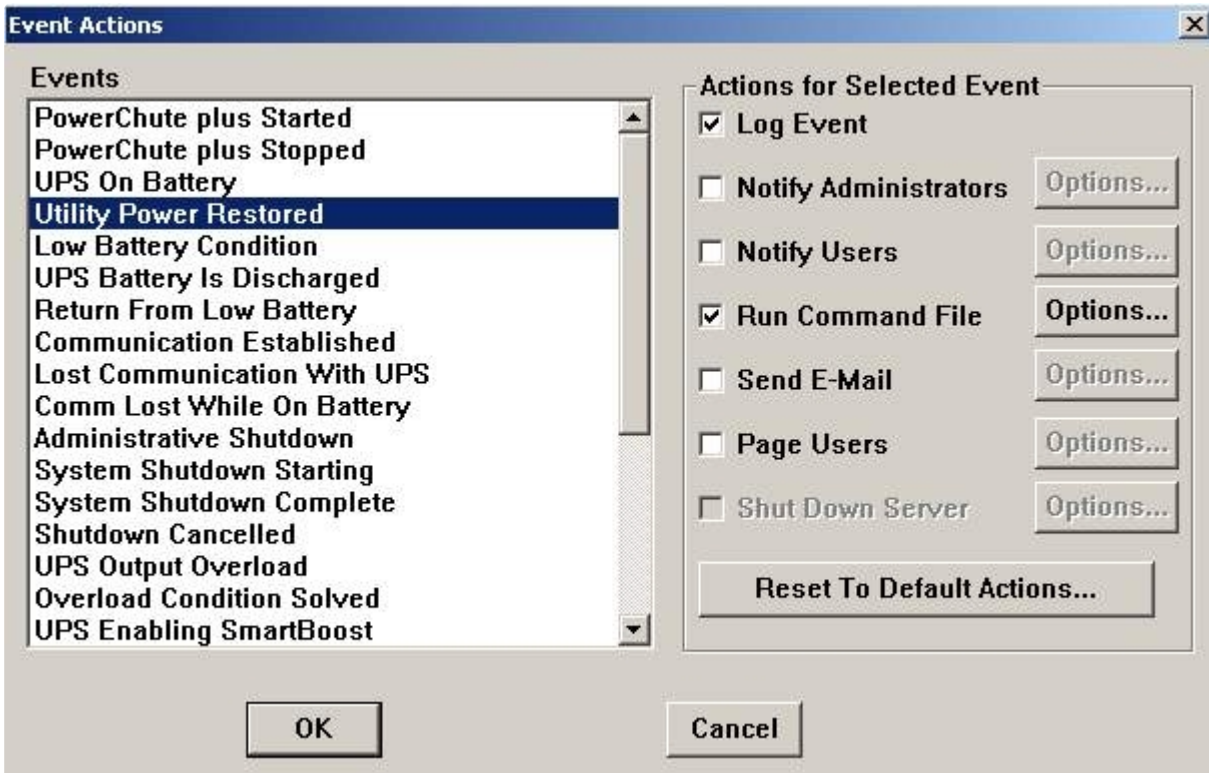 Event Actions
Events
PowerChute plus Started
PowerChute plus Stopped
UPS On Battery
Utility Power Restored
Low Battery Condition
UPS Battery Is Discharged
Return From Low Battery
Communication Established
Lost Communication With UPS
Comm Lost While On Battery
Administrative Shutdown
System Shutdown Starting
System Shutdown Complete
Shutdown Cancelled
UPS Output Overload
Overload Condition Solved
UPS Enabling SmartBoost
Actions for Selected Event
Log Event
Notify Administrators Options...
Notify Users Options...
Run Command File Options...
Send E-Mail Options...
Page Users Options...
Shut Down Server Options...
Reset To Default Actions...
OK Cancel